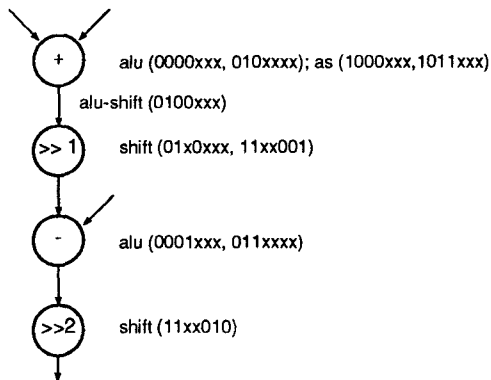 + alu (0000xxx, 010xxxx); as (1000xxx,1011xxx)
alu-shift (0100xxx)
>> 1 shift (01x0xxx, 11xx001)
- alu (0001xxx, 011xxxx)
>>2 shift (11xx010)